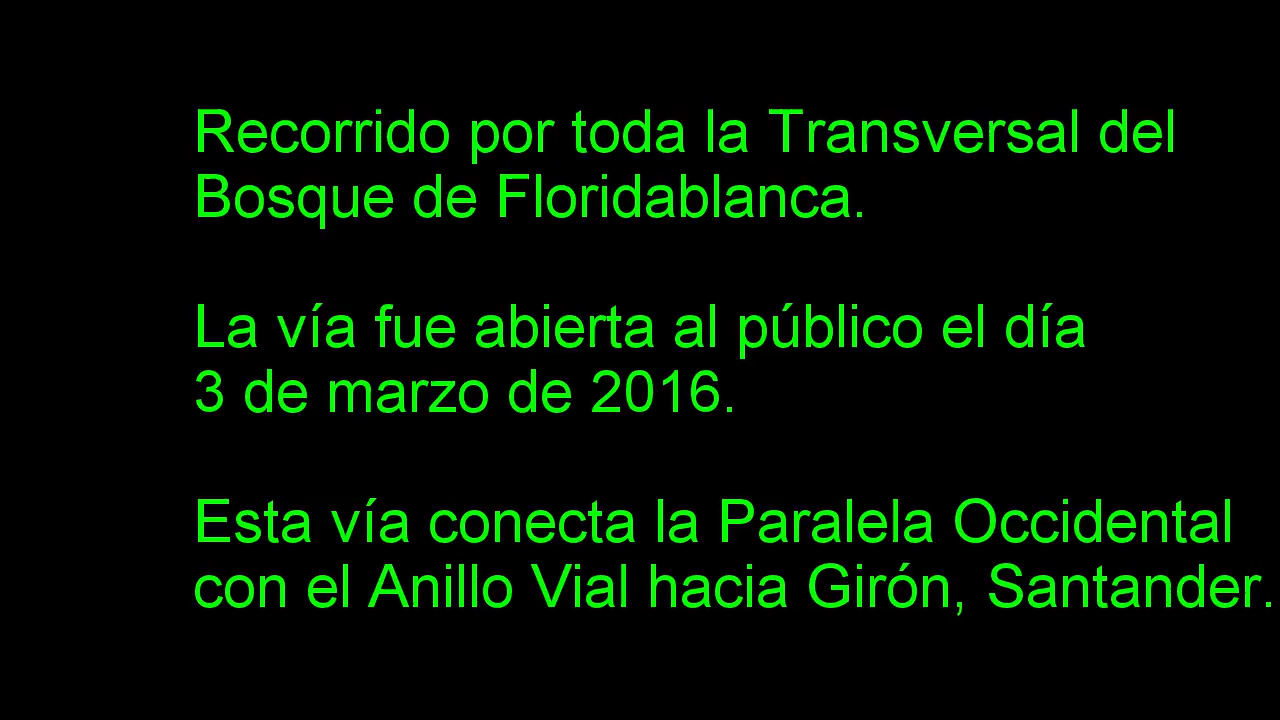 Recorrido por toda la Transversal del
Bosque de Floridablanca.
La vía fue abierta al público el día
3 de marzo de 2016.
Esta vía conecta la Paralela Occidental
con el Anillo Vial hacia Girón, Santander.